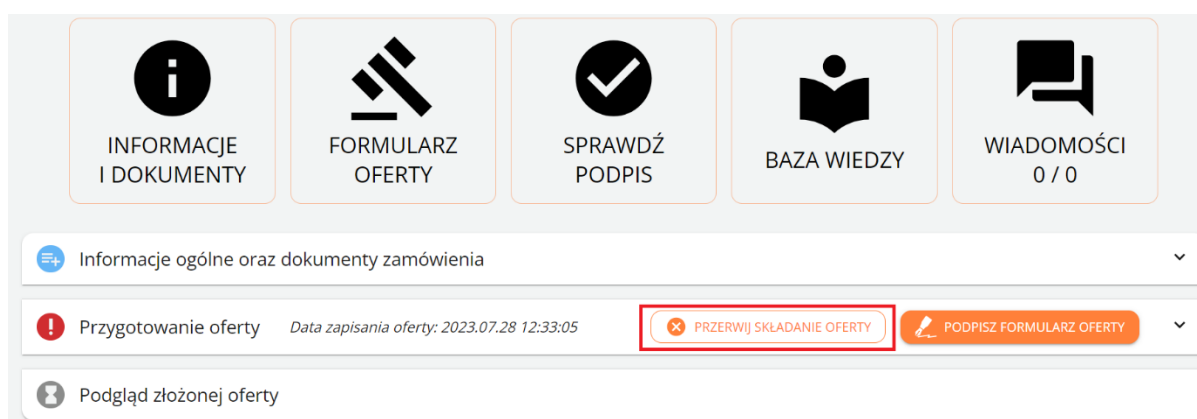 INFORMACJE
I DOKUMENTY
FORMULARZ
OFERTY
SPRAWDŹ
PODPIS
BAZA WIEDZY
WIADOMOŚCI
0 / 0
Informacje ogólne oraz dokumenty zamówienia
Przygotowanie oferty Data zapisania oferty: 2023.07.28 12:33:05 PRZERWIJ SKŁADANIE OFERTY PODPISZ FORMULARZ OFERTY
Podgląd złożonej oferty